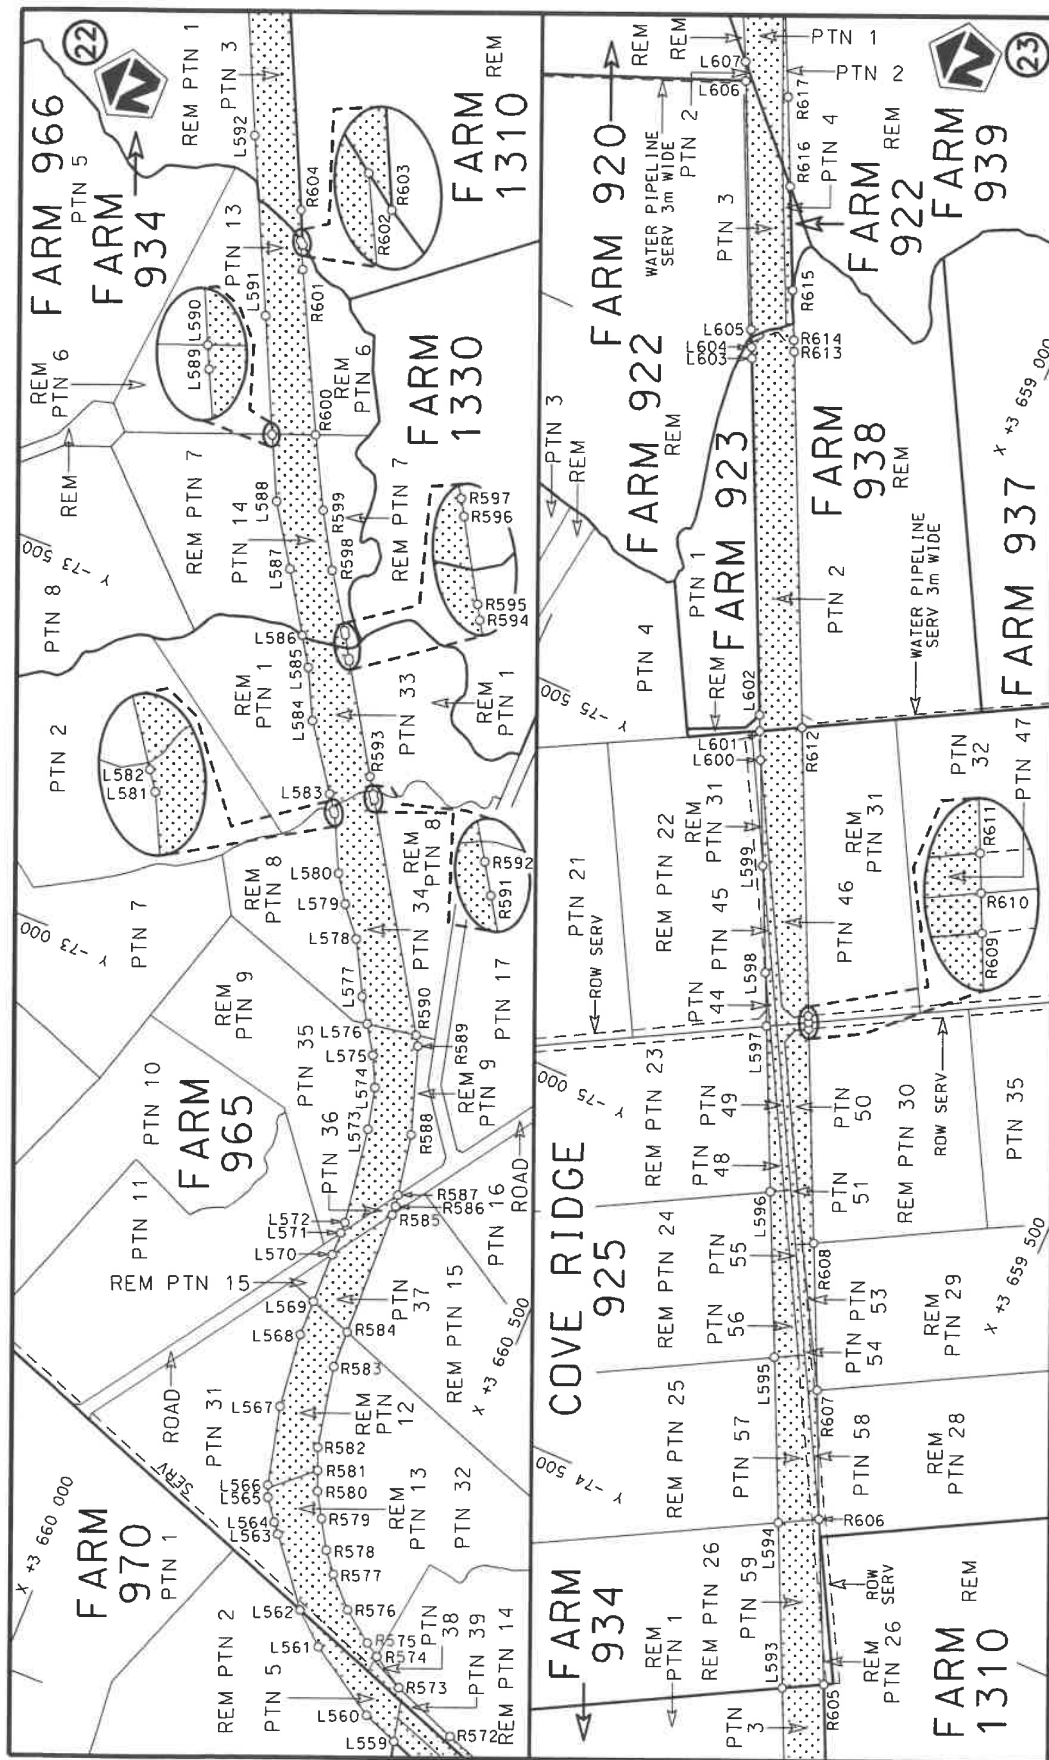 22
FARM 966
PTN 5
FARM
934
REM PTN 1
PTN 3
L592
REM
FARM
1310
R604
R603
R602
PTN 13
L591
L590
L589
R601
REM
PTN 6
REM
PTN 6
R600
FARM
1330
REM
REM PTN 7
PTN 14
L588
L587
R599
R598
REM PTN 7
R597
R596
R595
R594
Y -73 500
PTN 8
L586
L585
L584
REM
PTN 1
PTN 33
REM
PTN 1
R593
PTN 2
L582
L581
L583
L580
L579
L578
L577
L576
REM
PTN 8
REM
PTN 8
PTN 34
R592
R591
PTN 17
Y -73 000
PTN 7
REM
PTN 9
PTN 35
R590
R589
REM
PTN 9
R588
L575
L574
L573
PTN 10
FARM
965
PTN 36
PTN 11
L572
L571
L570
R587
R586
R585
PTN 16
ROAD
REM PTN 15
L569
L568
PTN
37
REM PTN 15
R584
R583
X +3 660 500
ROAD
PTN 31
L567
REM
PTN
12
R582
R581
R580
R579
R578
R577
R576
SERV
L566
L565
L564
L563
REM
PTN 13
PTN 32
X +3 660 000
FARM
970
PTN 1
L562
L561
L560
L559
REM PTN 2
PTN 5
R575
R574
R573
R572
PTN
38
PTN 39
REM PTN 14
23
REM
REM
PTN 1
PTN 2
L607
L606
R617
R616
PTN 4
REM
FARM
922
FARM
939
FARM 920
WATER PIPELINE
SERV 3m WIDE
PTN 2
PTN 3
R615
R614
R613
L605
L604
L603
PTN 3
REM
FARM 922
REM
FARM 923
PTN 1
FARM
938
REM
PTN 2
X +3 659 000
FARM 937
WATER PIPELINE
SERV 3m WIDE
PTN 4
REM
Y -75 500
L602
L601
L600
R612
PTN
32
PTN 47
PTN 21
REM PTN 22
REM
PTN 31
L599
REM
PTN 31
PTN 46
PTN 45
PTN
44
L598
L597
R611
R610
R609
ROW SERV
Y -75 000
REM PTN 23
PTN
49
PTN
48
PTN
50
PTN
51
REM PTN 30
ROW SERV
PTN 35
COVE RIDGE
925
REM PTN 24
L596
PTN
55
PTN
56
R608
PTN
53
PTN
54
REM
PTN 29
X +3 659 500
L595
REM PTN 25
PTN 57
R607
PTN 58
REM
PTN 28
Y -74 500
L594
R606
FARM
934
REM
PTN 1
REM PTN 26
PTN 59
ROW
SERV
REM
PTN 26
FARM
1310
REM
L593
PTN
3
R605